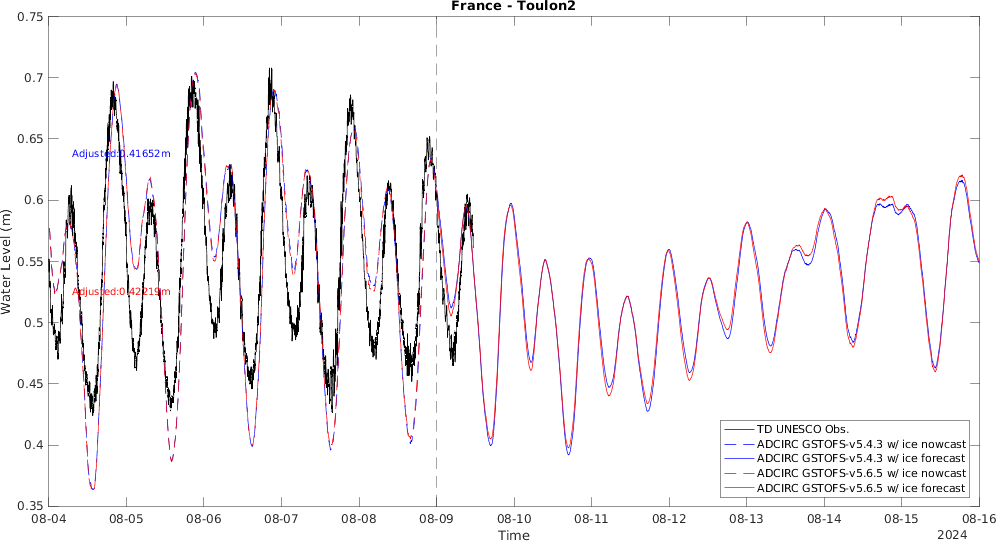 France - Toulon2
0.75
0.7
0.65
0.6
0.55
0.5
0.45
0.4
0.35
Water Level (m)
Adjusted:0.41652m
Adjusted:0.42219m
TD UNESCO Obs.
ADCIRC GSTOFS-v5.4.3 w/ ice nowcast
ADCIRC GSTOFS-v5.4.3 w/ ice forecast
ADCIRC GSTOFS-v5.6.5 w/ ice nowcast
ADCIRC GSTOFS-v5.6.5 w/ ice forecast
08-04 08-05 08-06 08-07 08-08 08-09 08-10 08-11 08-12 08-13 08-14 08-15 08-16
Time
2024